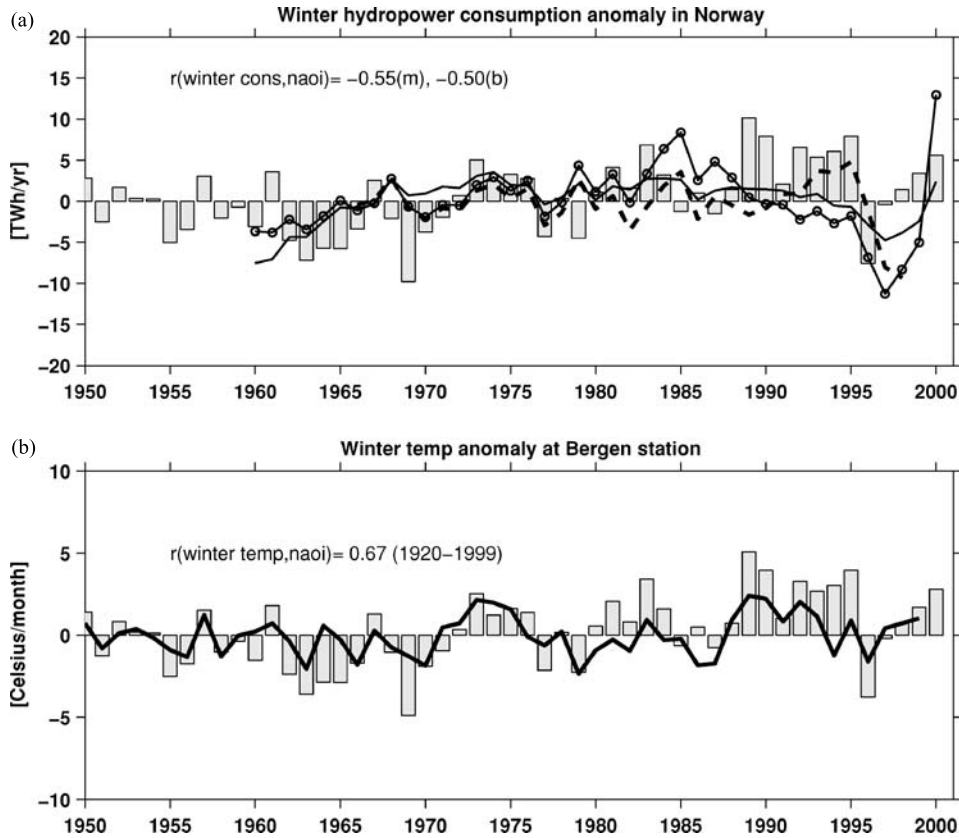 (a)
Winter hydropower consumption anomaly in Norway
20
15
r(winter cons,naoi)= −0.55(m), −0.50(b)
10
5
[TWh/yr]
0
−5
−10
−15
−20
1950 1955 1960 1965 1970 1975 1980 1985 1990 1995 2000
(b)
Winter temp anomaly at Bergen station
10
r(winter temp,naoi)= 0.67 (1920−1999)
5
[Celsius/month]
0
−5
−10
1950 1955 1960 1965 1970 1975 1980 1985 1990 1995 2000